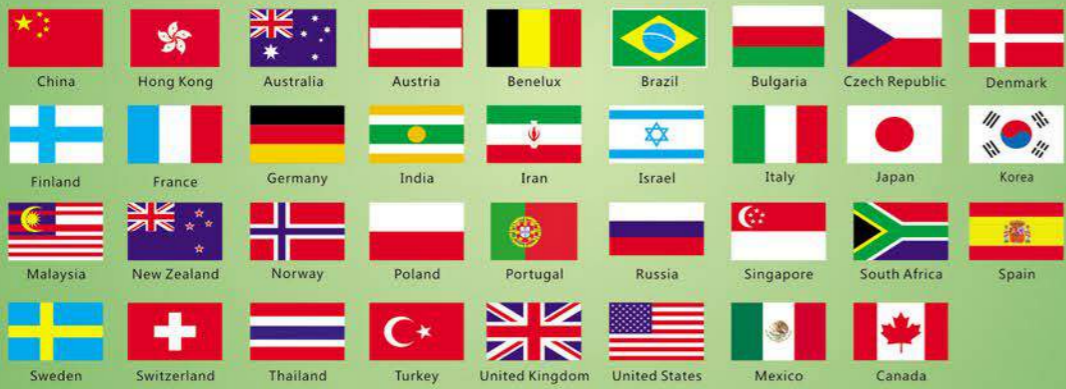 China Hong Kong Australia Austria Benelux Brazil Bulgaria Czech Republic Denmark
Finland France Germany India Iran Israel Italy Japan Korea
Malaysia New Zealand Norway Poland Portugal Russia Singapore South Africa Spain
Sweden Switzerland Thailand Turkey United Kingdom United States Mexico Canada